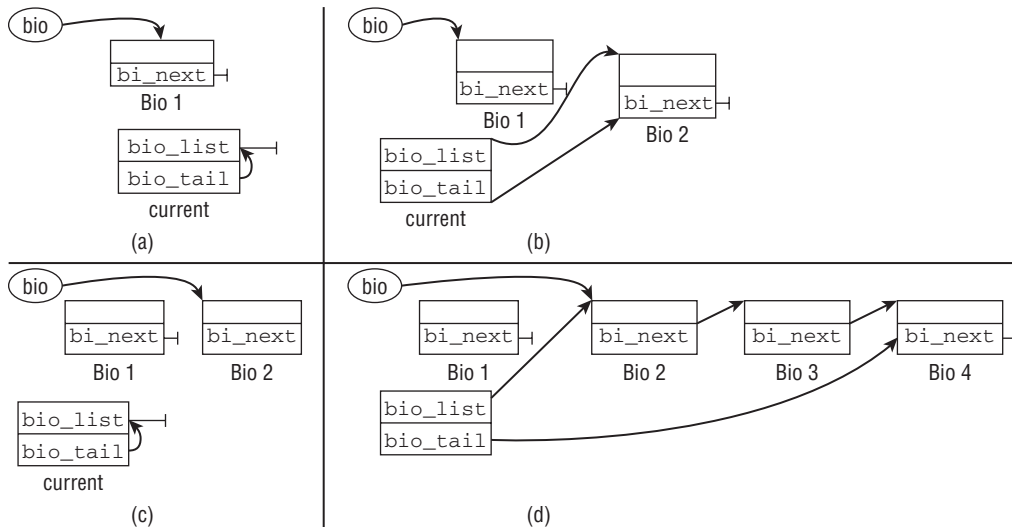 bio
bi_next
Bio 1
bio_list
bio_tail
current
(a)
bio
bi_next
Bio 1
bi_next
Bio 2
bio_list
bio_tail
current
(b)
bio
bi_next
Bio 1
bi_next
Bio 2
bio_list
bio_tail
current
(c)
bio
bi_next
Bio 1
bi_next
Bio 2
bi_next
Bio 3
bi_next
Bio 4
bio_list
bio_tail
(d)